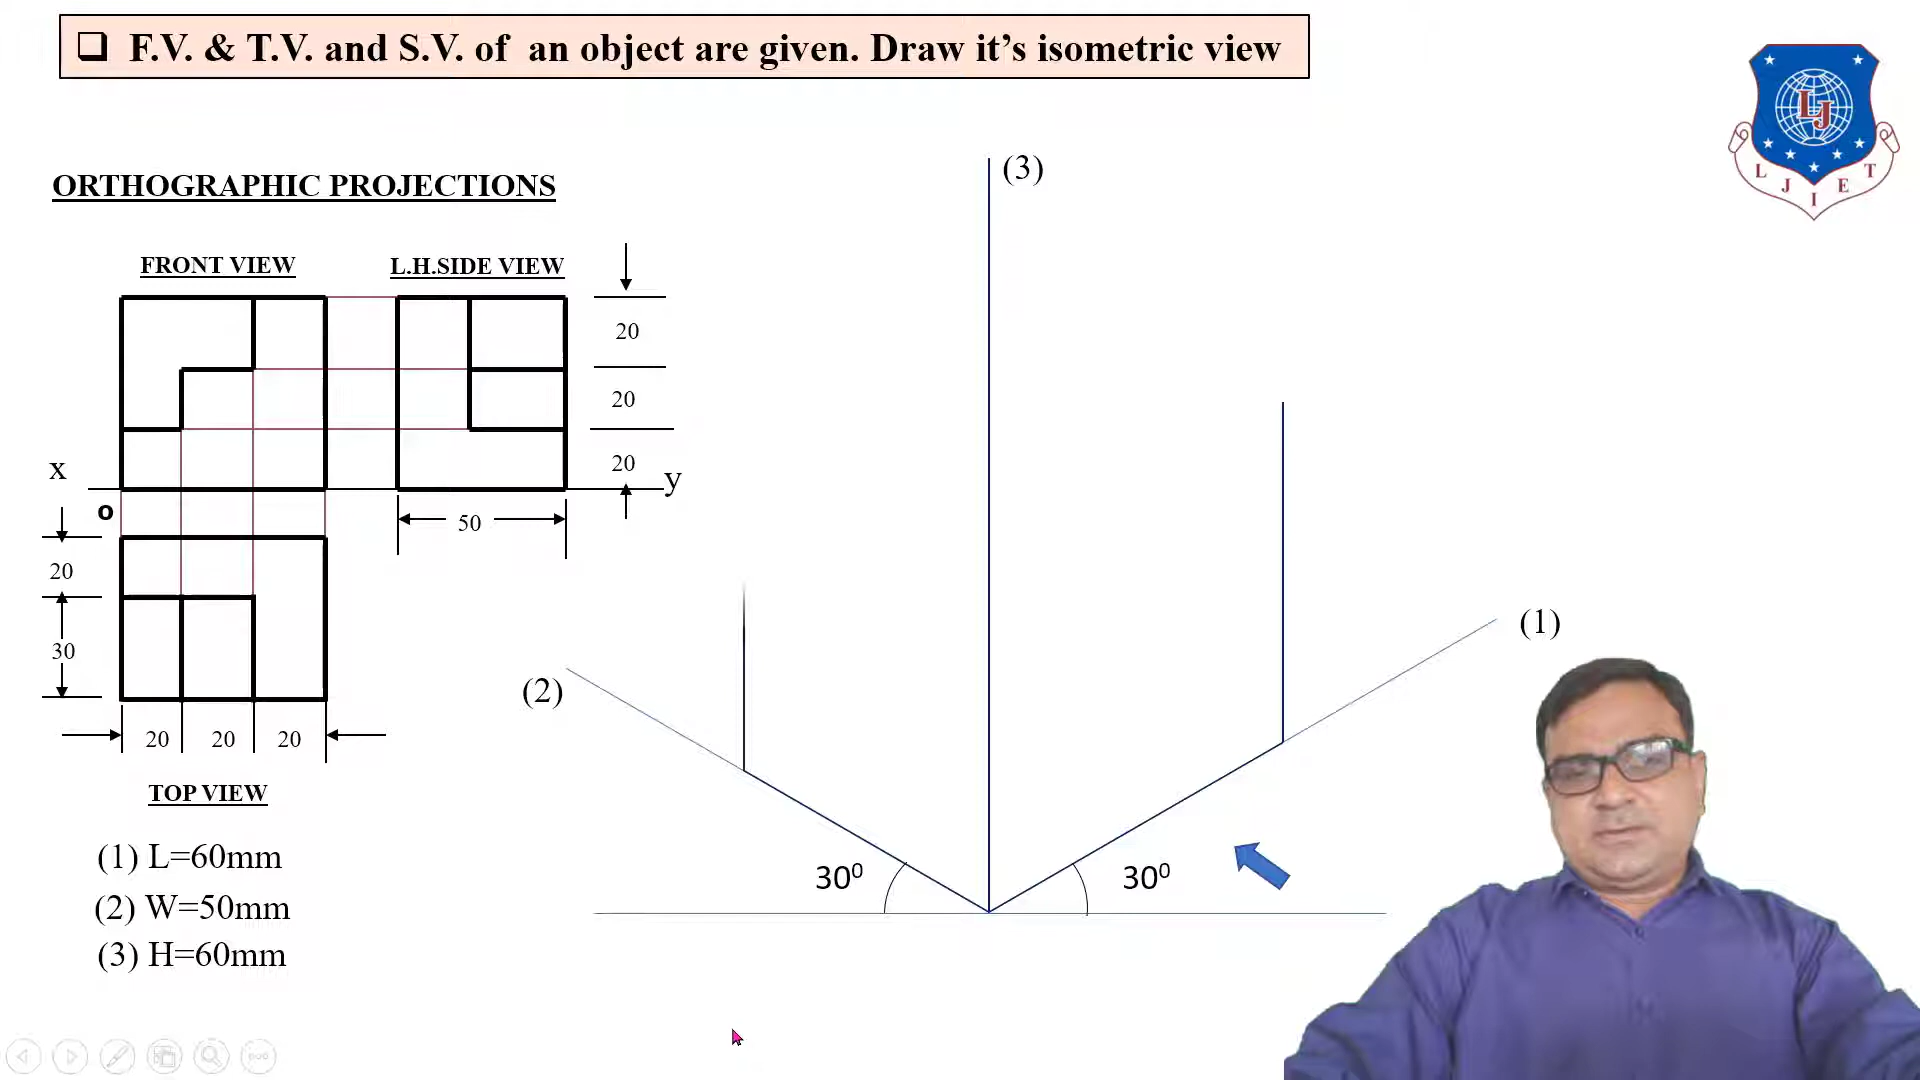 ❑ F.V. & T.V. and S.V. of an object are given. Draw it’s isometric view
LJ
L J I E T
ORTHOGRAPHIC PROJECTIONS
FRONT VIEW
L.H.SIDE VIEW
20
20
20
x
y
o
50
20
30
20 20 20
TOP VIEW
(1) L=60mm
(2) W=50mm
(3) H=60mm
(3)
(2)
(1)
30⁰
30⁰